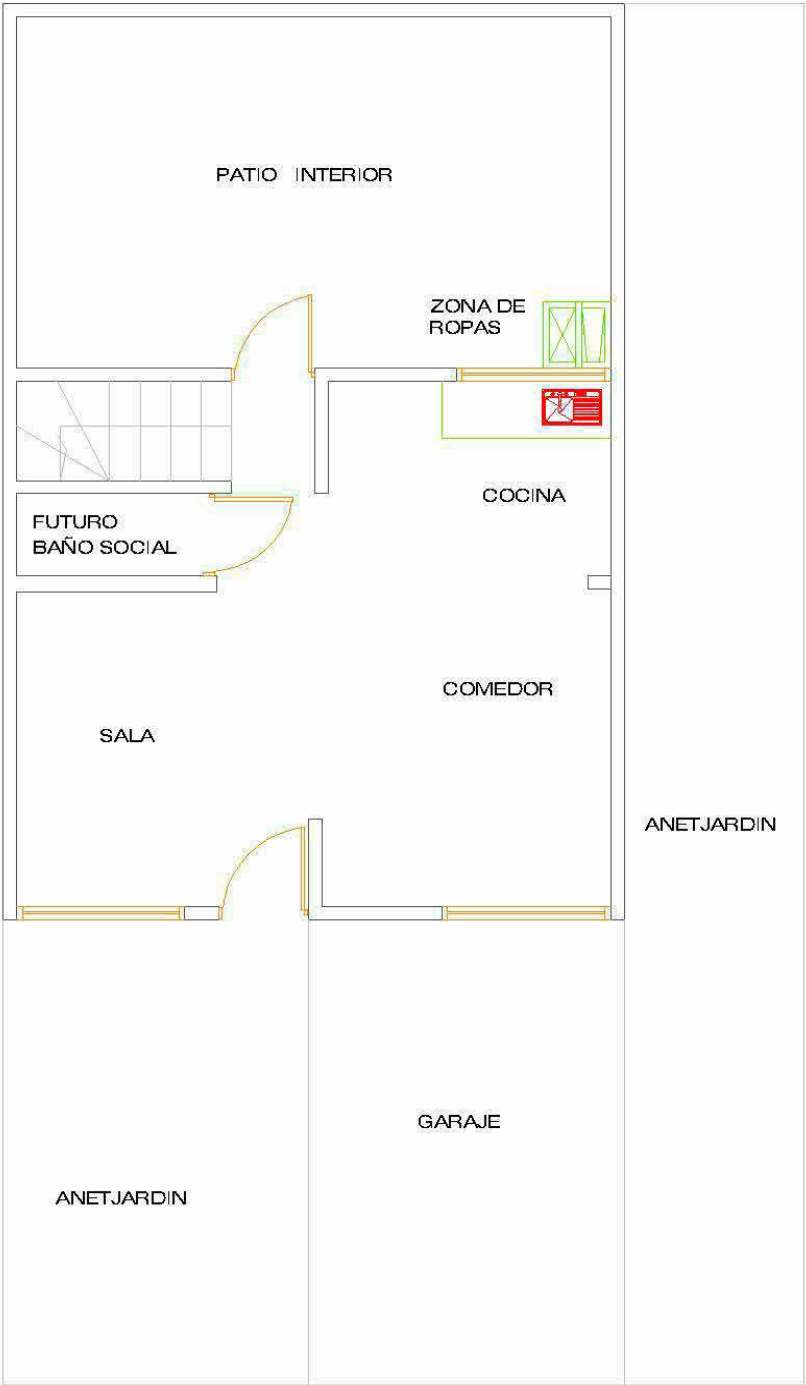 PATIO INTERIOR
ZONA DE
ROPAS
COCINA
FUTURO
BAÑO SOCIAL
COMEDOR
SALA
ANETJARDIN
GARAJE
ANETJARDIN